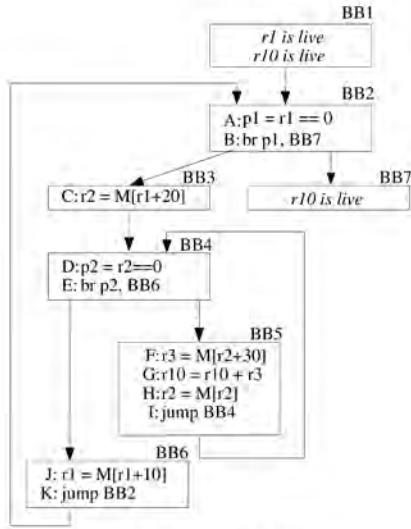 BB1
r1 is live
r10 is live
BB2
A: p1 = r1 == 0
B: br p1, BB7
BB3
C: r2 = M[r1+20]
BB7
r10 is live
BB4
D: p2 = r2==0
E: br p2, BB6
BB5
F: r3 = M[r2+30]
G: r10 = r10 + r3
H: r2 = M[r2]
I: jump BB4
BB6
J: r1 = M[r1+10]
K: jump BB2